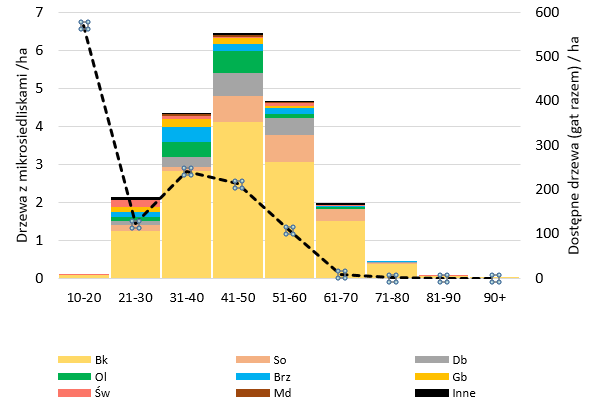 Drzewa z mikrosiedliskami /ha
7
6
5
4
3
2
1
0
600
500
400
300
200
100
0
Dostępne drzewa (gat razem) / ha
10-20 21-30 31-40 41-50 51-60 61-70 71-80 81-90 90+
Bk So Db
Ol Brz Gb
Św Md Inne